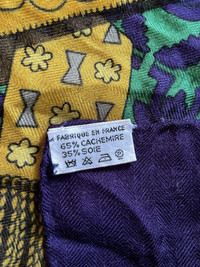 FABRIQUE EN FRANCE
65% CACHEMIRE
35% SOIE